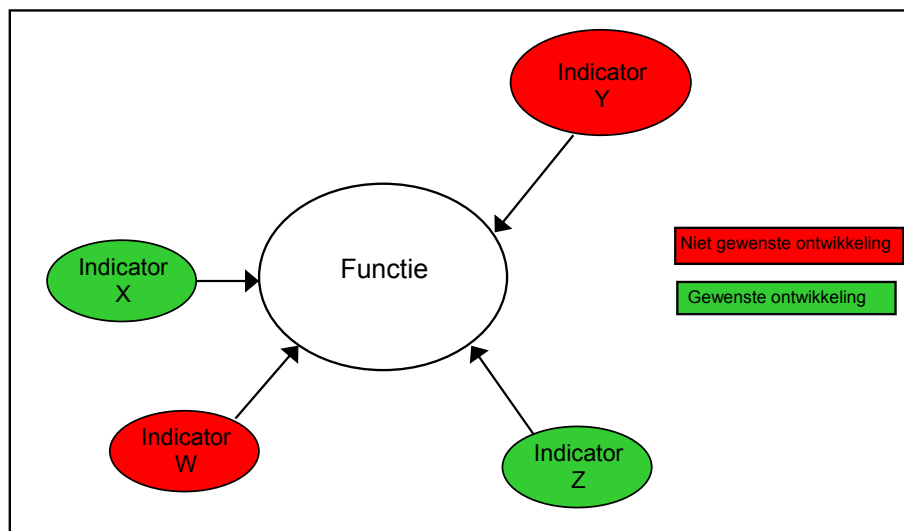 Indicator
Y
Niet gewenste ontwikkeling
Indicator
X
Functie
Gewenste ontwikkeling
Indicator
W
Indicator
Z